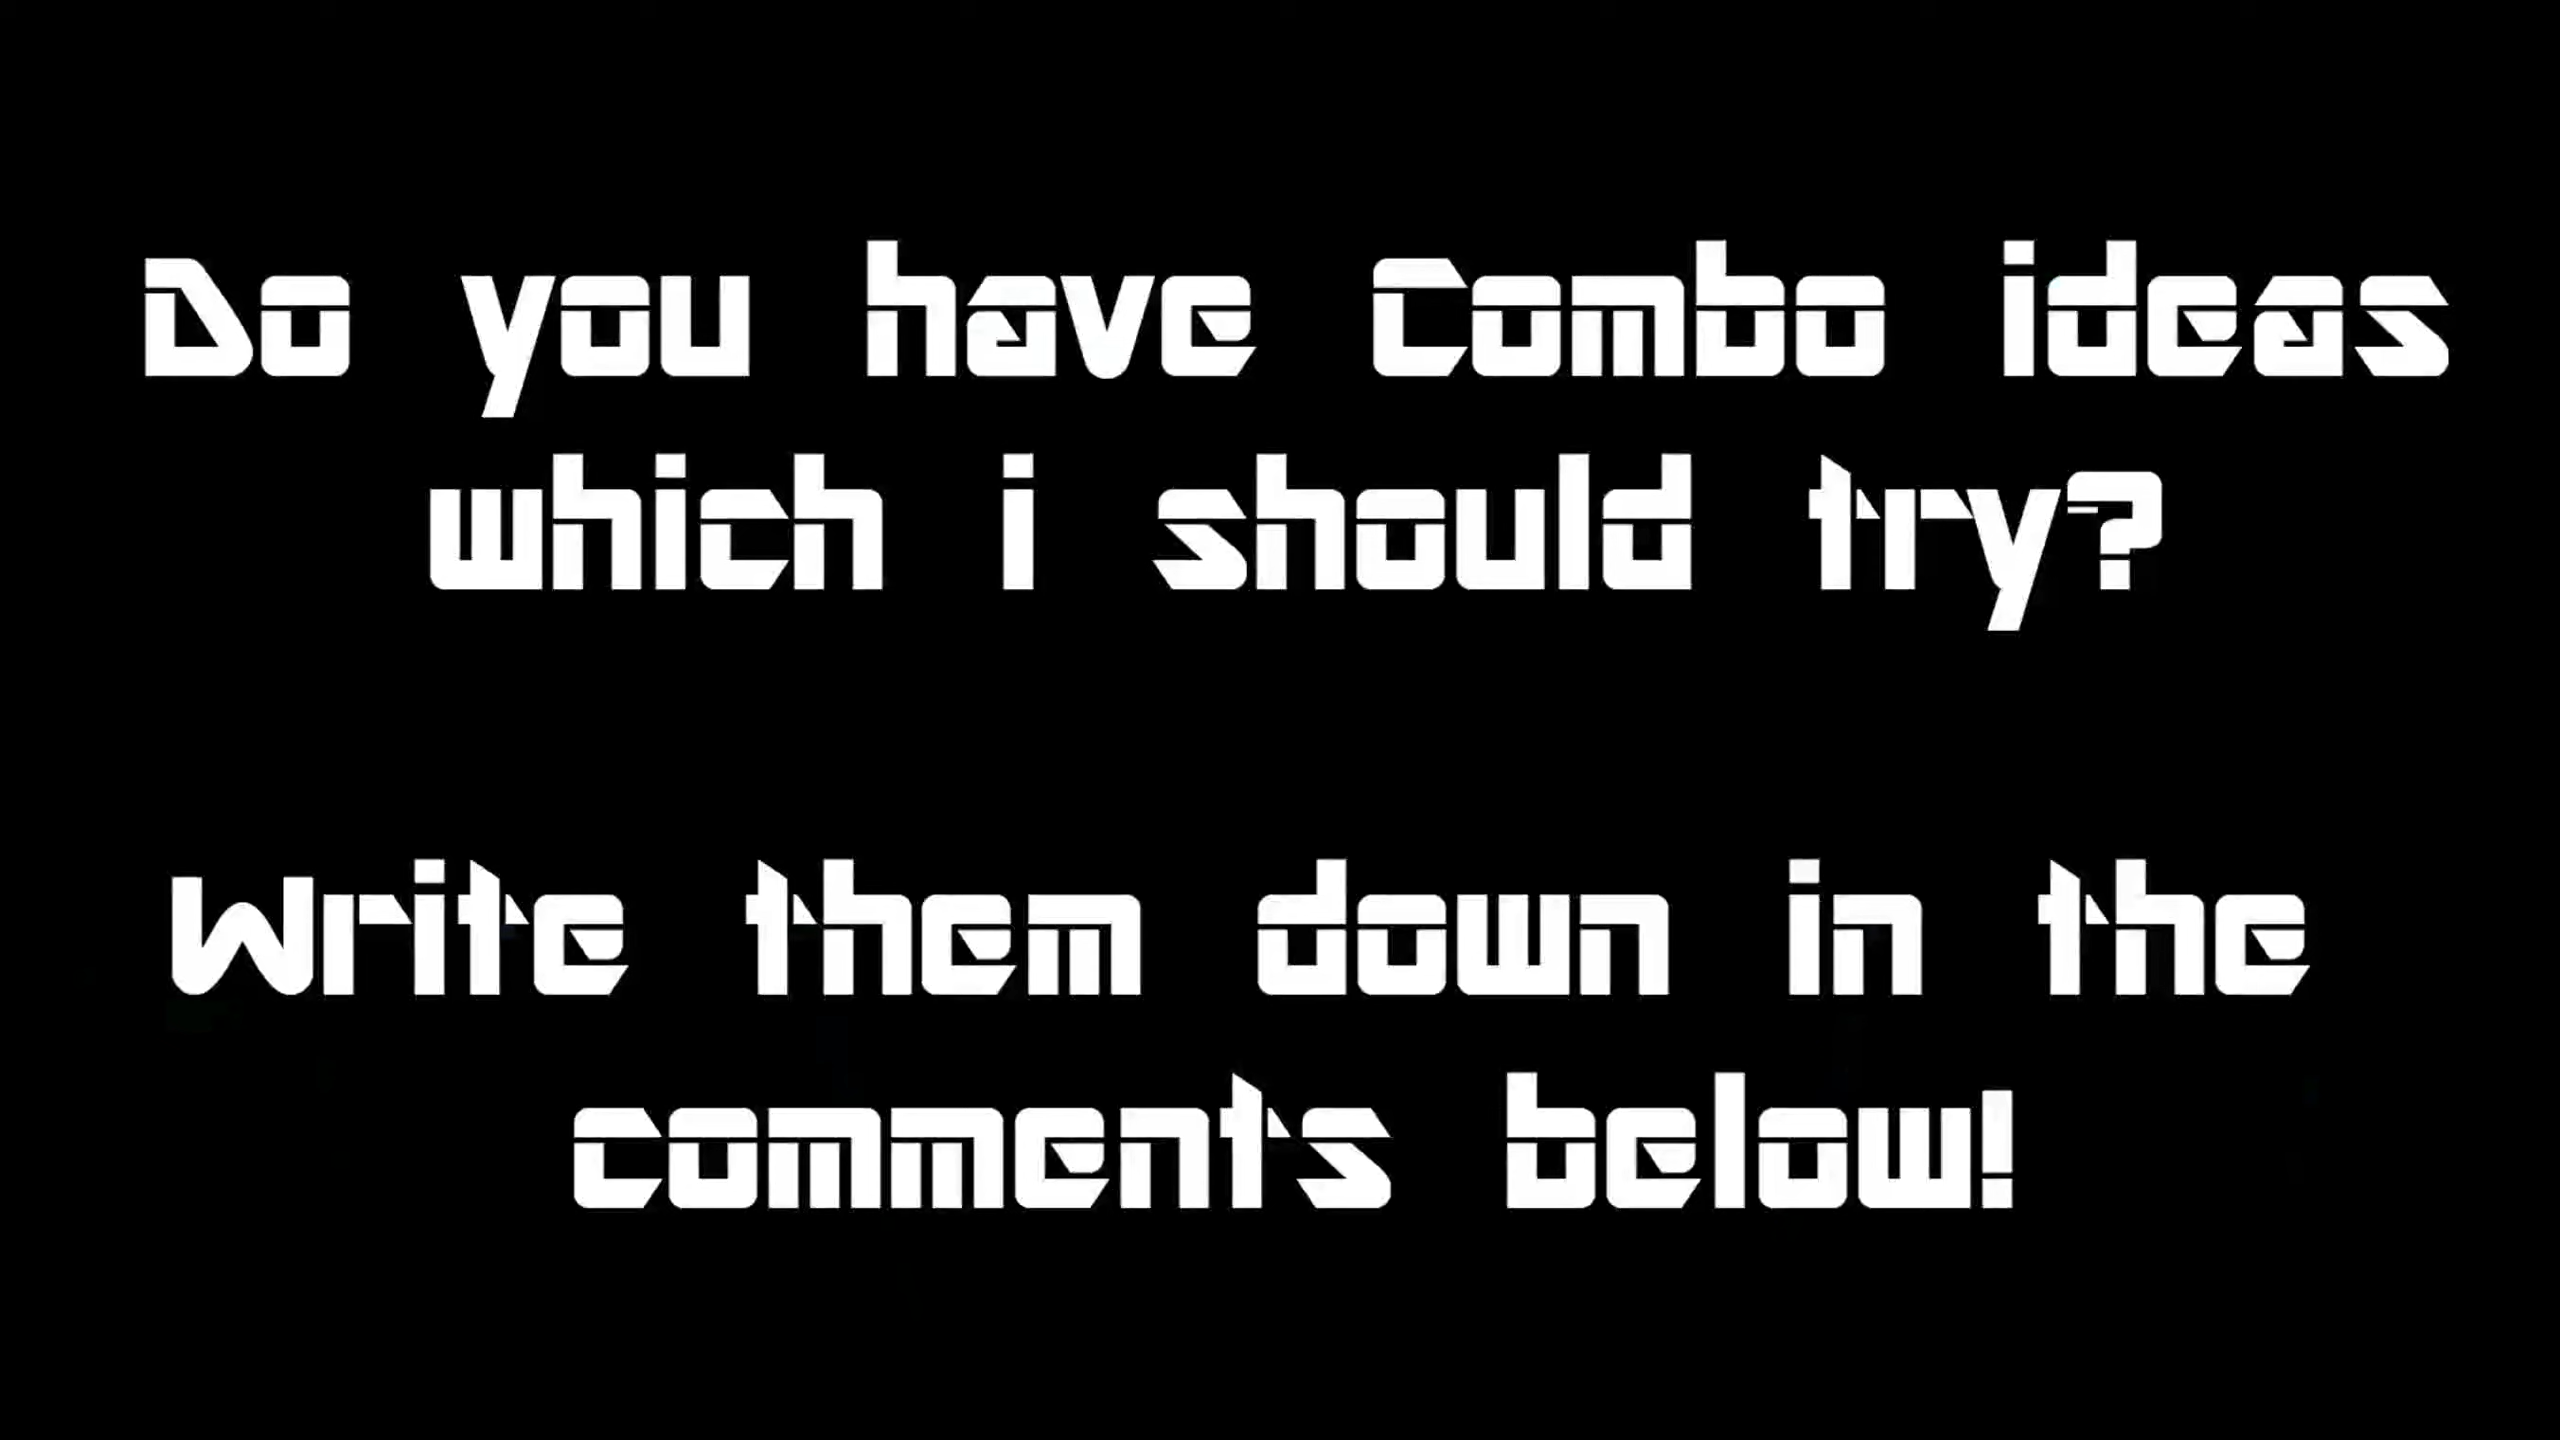 Do you have Combo ideas
which i should try?
Write them down in the
comments below!